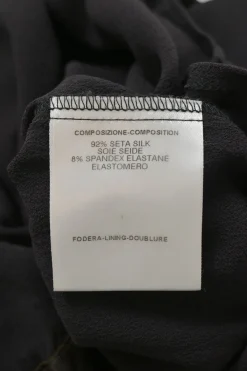 COMPOSIZIONE-COMPOSITION
92% SETA SILK
SOIE SEIDE
8% SPANDEX ELASTANE
ELASTOMERO
FODERA-LINING-DOUBLURE